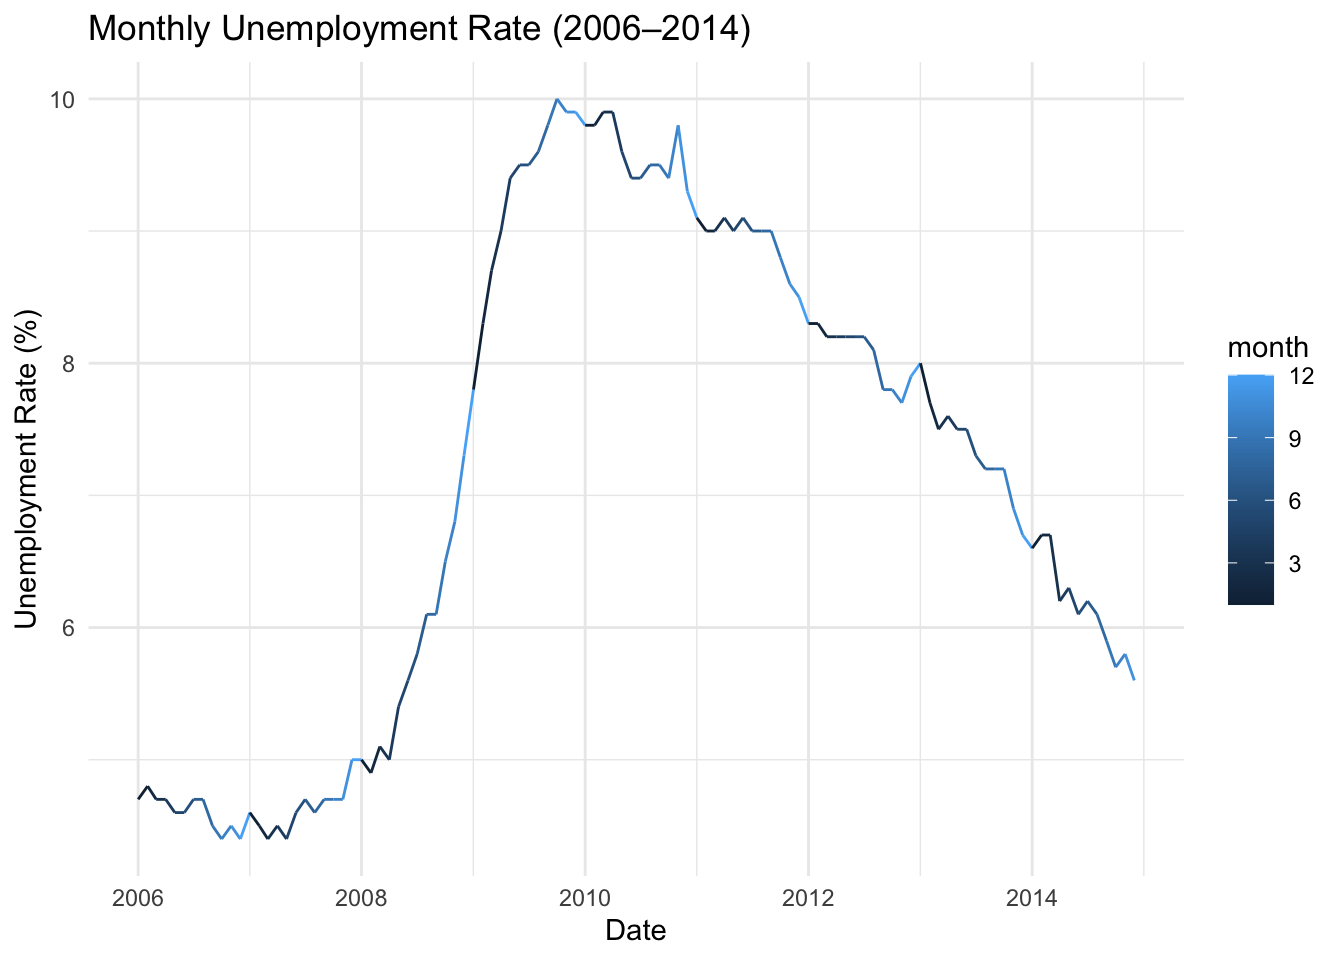 Monthly Unemployment Rate (2006–2014)
10
8
6
Unemployment Rate (%)
2006 2008 2010 2012 2014
Date
month
12
9
6
3